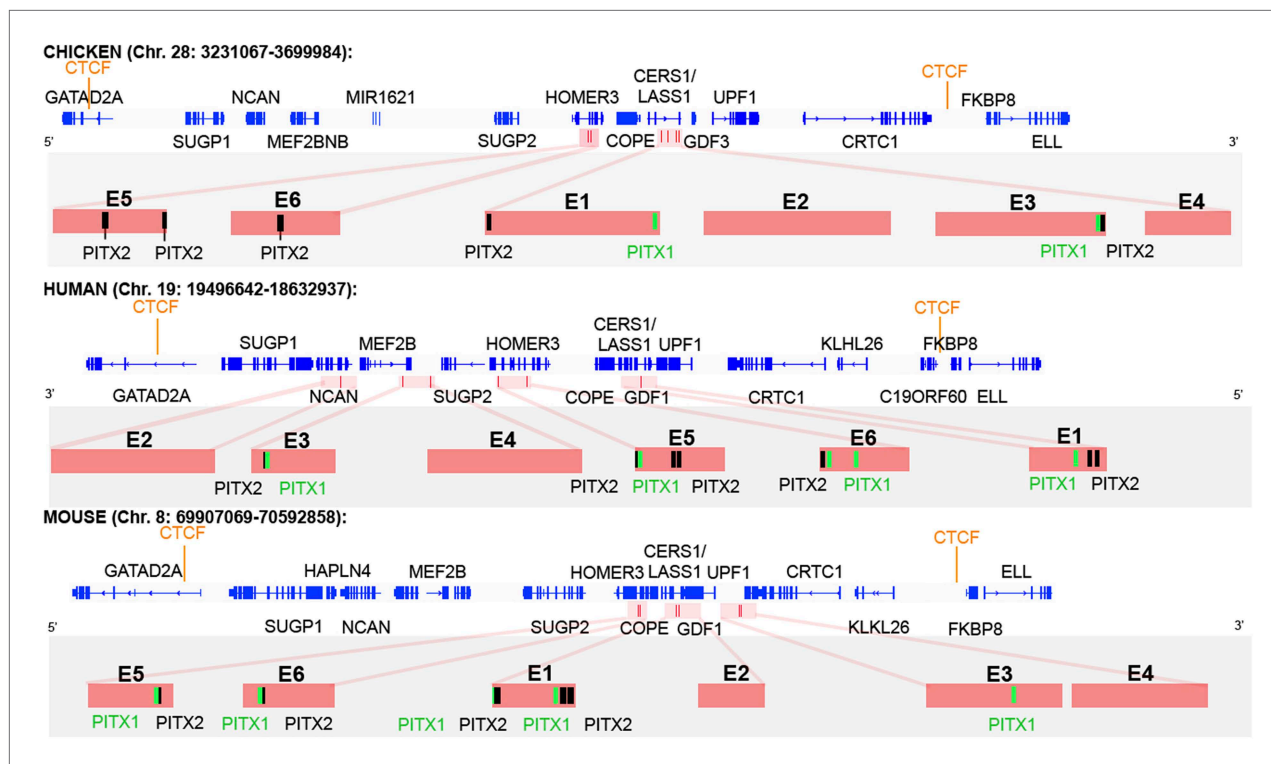 CHICKEN (Chr. 28: 3231067-3699984):
CTCF CTCF
CERS1/
GATAD2A NCAN MIR1621 HOMER3 LASS1 UPF1 FKBP8
SUGP1 MEF2BNB SUGP2 COPE GDF3 CRTC1 ELL
5' 3'
E5 E6 E1 E2 E3 E4
PITX2 PITX2 PITX2 PITX2 PITX1 PITX1 PITX2
HUMAN (Chr. 19: 19496642-18632937):
CTCF CTCF
CERS1/
SUGP1 MEF2B HOMER3 LASS1 UPF1 KLHL26 FKBP8
GATAD2A NCAN SUGP2 COPE GDF1 CRTC1 C19ORF60 ELL
3' 5'
E2 E3 E4 E5 E6 E1
PITX2 PITX1 PITX2 PITX1 PITX2 PITX2 PITX1 PITX1 PITX2
MOUSE (Chr. 8: 69907069-70592858):
CTCF CTCF
CERS1/
GATAD2A HAPLN4 MEF2B HOMER3 LASS1 UPF1 CRTC1 ELL
SUGP1 NCAN SUGP2 COPE GDF1 KLKL26 FKBP8
5' 3'
E5 E6 E1 E2 E3 E4
PITX1 PITX2 PITX1 PITX2 PITX1 PITX2 PITX1 PITX2 PITX1